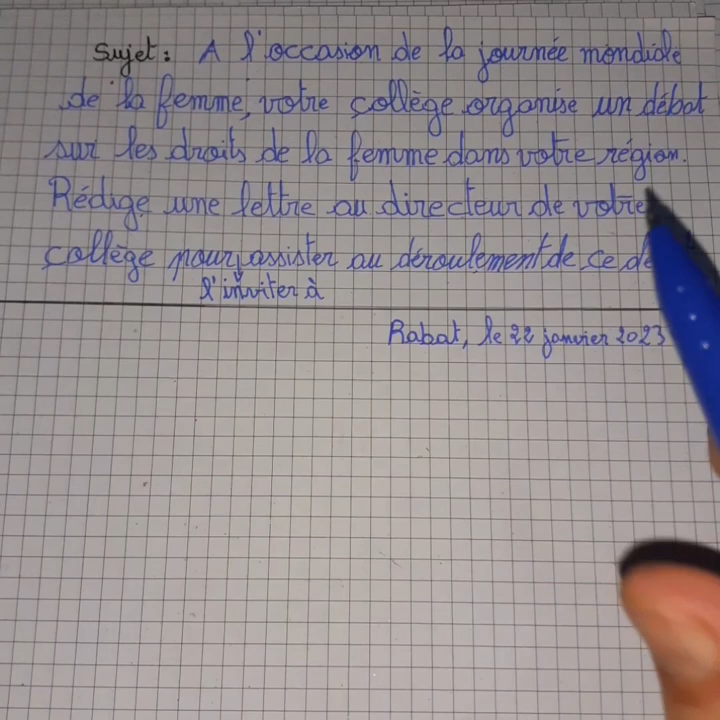 Sujet: A l'occasion de la journée mondiale
de la femme, votre collège organise un débat
sur les droits de la femme dans votre région.
Rédige une lettre au directeur de votre
collège pour assister au déroulement de ce
l'inviter à
Rabat, le 22 janvier 2023